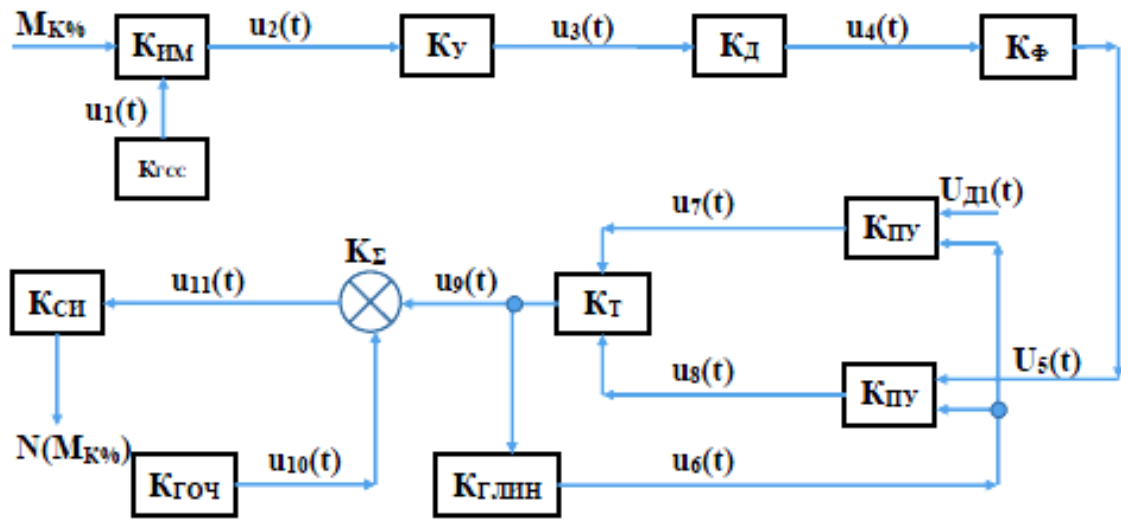 Mк% Kим u₂(t) Kу u₃(t) Kд u₄(t) Kф
u₁(t)
Kгсс
u₇(t) Kпу Uд1(t)
KΣ
Kси u₁₁(t) u₉(t) Kт
u₈(t) Kпу U₅(t)
N(Mк%) Kгоч u₁₀(t) Kглин u₆(t)